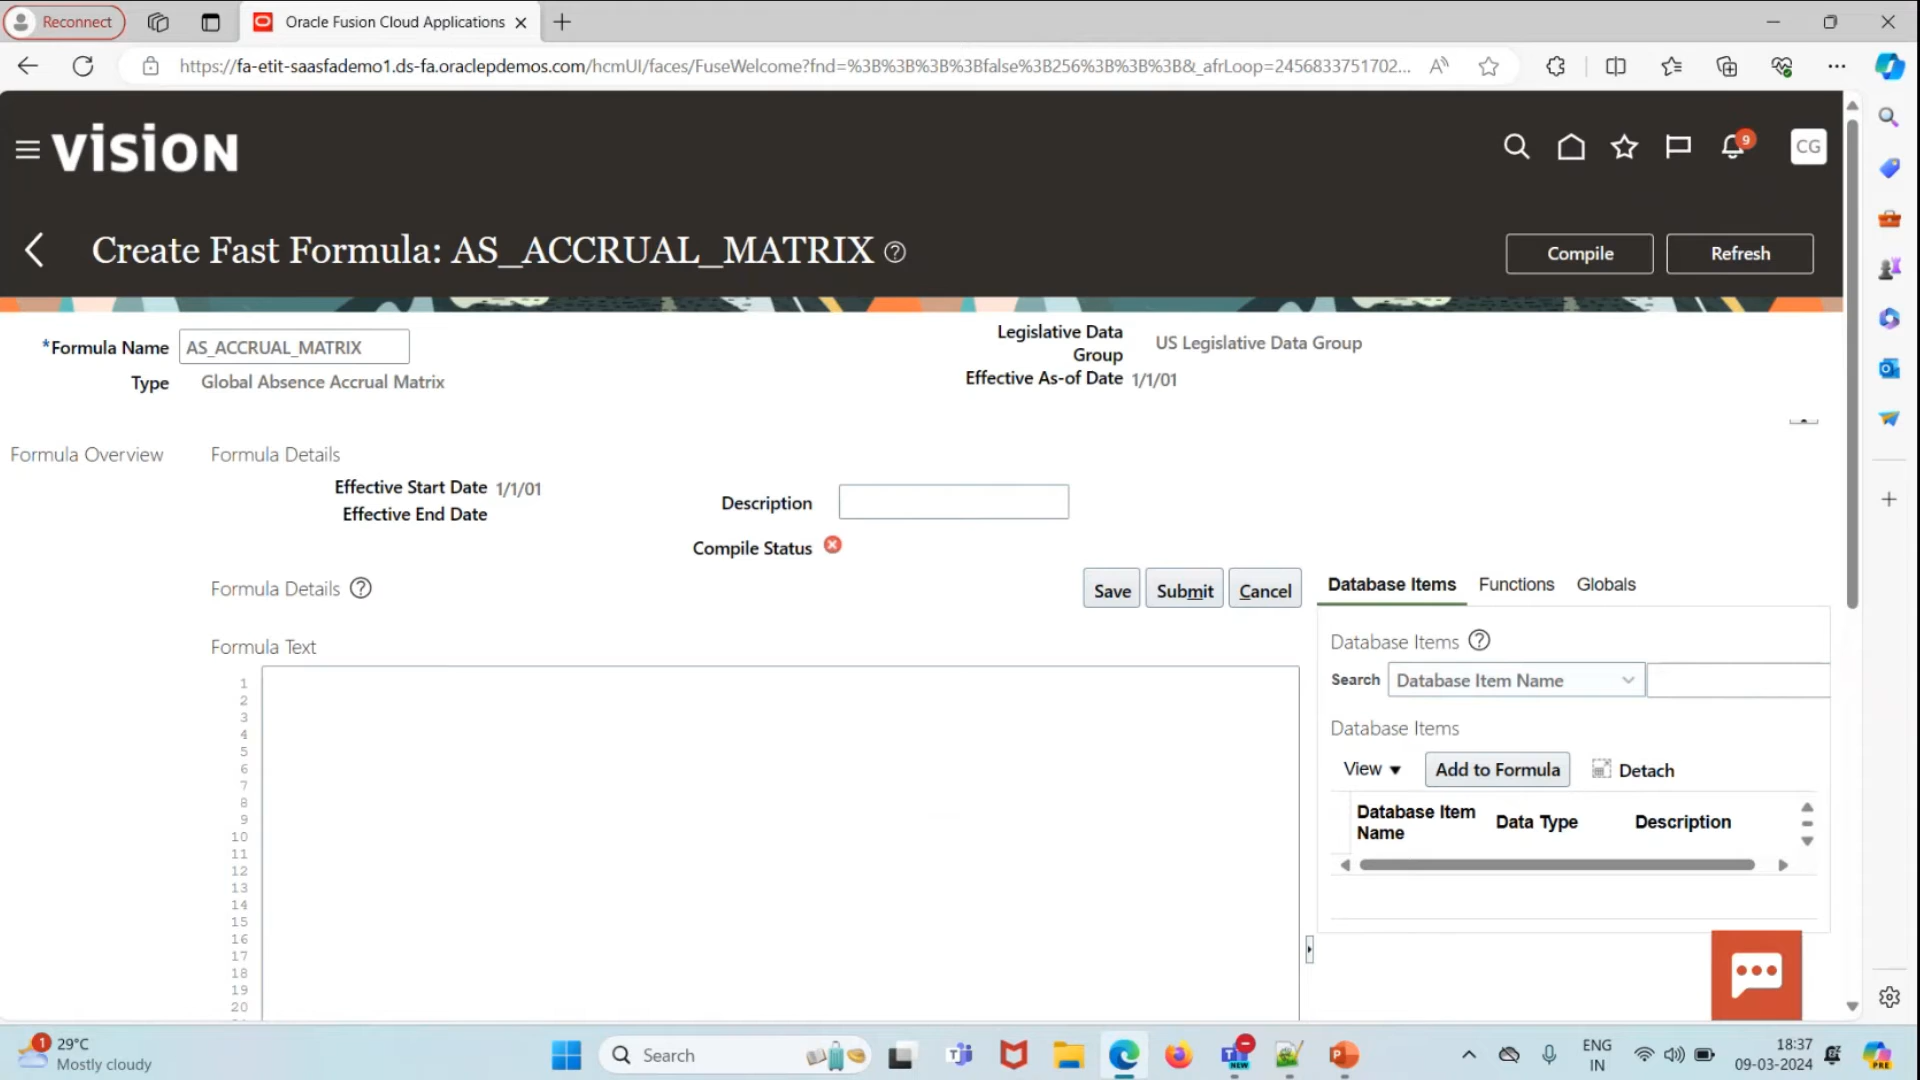 Reconnect
Oracle Fusion Cloud Applications
https://fa-etit-saasfademo1.ds-fa.oraclepdemos.com/hcmUI/faces/FuseWelcome?fnd=%3B%3B%3B%3Bfalse%3B256%3B%3B%3B&_afrLoop=2456833751702...
VISION
9
CG
Create Fast Formula: AS_ACCRUAL_MATRIX
Compile
Refresh
*Formula Name AS_ACCRUAL_MATRIX
Type Global Absence Accrual Matrix
Legislative Data Group US Legislative Data Group
Effective As-of Date 1/1/01
Formula Overview
Formula Details
Effective Start Date 1/1/01
Effective End Date
Description
Compile Status
Formula Details
Save
Submit
Cancel
Formula Text
1
2
3
4
5
6
7
8
9
10
11
12
13
14
15
16
17
18
19
20
Database Items Functions Globals
Database Items
Search Database Item Name
Database Items
View Add to Formula Detach
Database Item Name Data Type Description
1
29°C
Mostly cloudy
Search
NEW
ENG
IN
18:37
09-03-2024
PRE